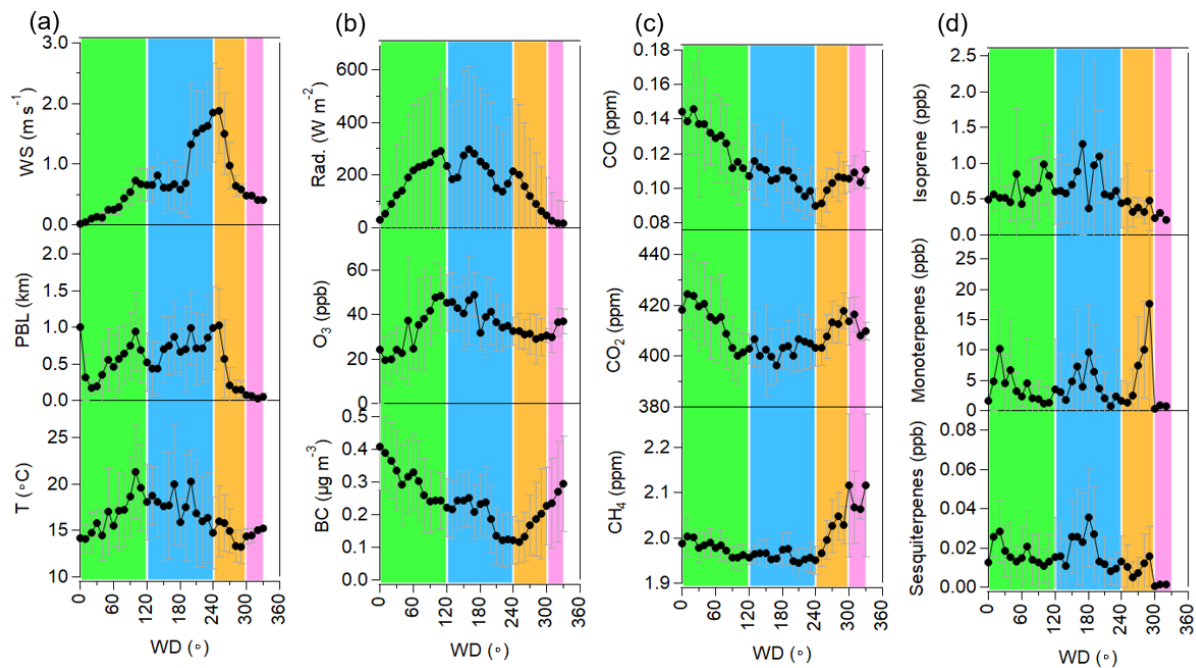 (a)
3.0
2.0
1.0
0.0
WS (m s⁻¹)
2.0
1.5
1.0
0.5
0.0
PBL (km)
25
20
15
10
T (∘C)
0 60 120 180 240 300 360
WD (∘)
(b)
600
400
200
0
Rad. (W m⁻²)
60
40
20
0
O₃ (ppb)
0.5
0.4
0.3
0.2
0.1
0.0
BC (µg m⁻³)
0 60 120 180 240 300 360
WD (∘)
(c)
0.18
0.16
0.14
0.12
0.10
0.08
CO (ppm)
420
400
380
CO₂ (ppm)
2.2
2.1
2.0
1.9
CH₄ (ppm)
0 60 120 180 240 300 360
WD (∘)
(d)
2.5
2.0
1.5
1.0
0.5
0.0
Isoprene (ppb)
25
20
15
10
5
0
Monoterpenes (ppb)
0.08
0.06
0.04
0.02
0.00
Sesquiterpenes (ppb)
0 60 120 180 240 300 360
WD (∘)